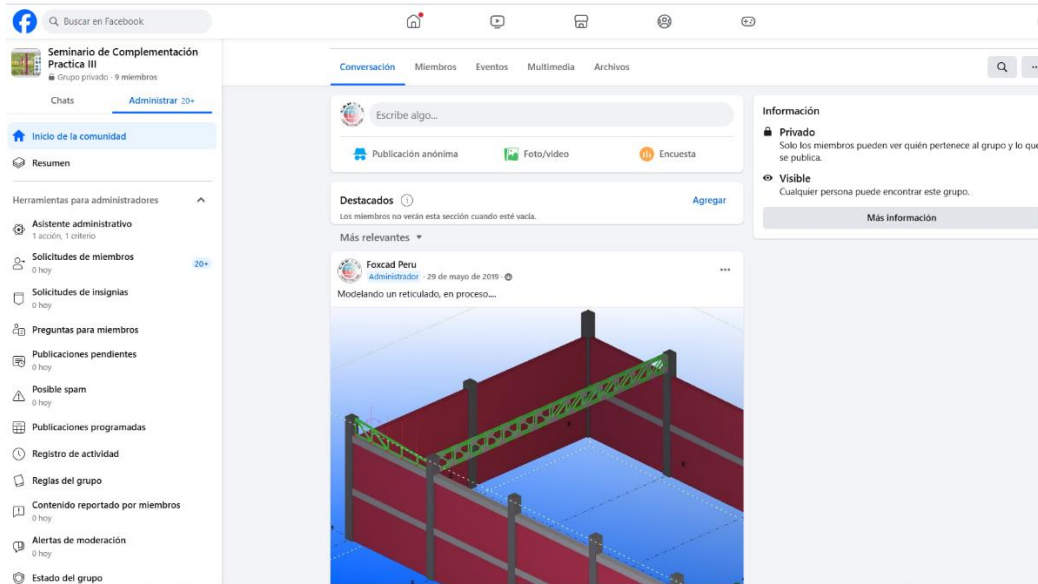 Buscar en Facebook
Seminario de Complementación
Practica III
Grupo privado · 9 miembros
Chats
Administrar 20+
Inicio de la comunidad
Resumen
Herramientas para administradores
Asistente administrativo
1 acción, 1 criterio
Solicitudes de miembros
0 hoy
20+
Solicitudes de insignias
0 hoy
Preguntas para miembros
Publicaciones pendientes
0 hoy
Posible spam
0 hoy
Publicaciones programadas
Registro de actividad
Reglas del grupo
Contenido reportado por miembros
0 hoy
Alertas de moderación
0 hoy
Estado del grupo
Conversación
Miembros
Eventos
Multimedia
Archivos
Escribe algo...
Publicación anónima
Foto/video
Encuesta
Destacados
Agregar
Los miembros no verán esta sección cuando esté vacía.
Más relevantes
Foxcad Peru
Administrador · 29 de mayo de 2019 ·
Modelando un reticulado, en proceso....
Información
Privado
Solo los miembros pueden ver quién pertenece al grupo y lo que
se publica.
Visible
Cualquier persona puede encontrar este grupo.
Más información